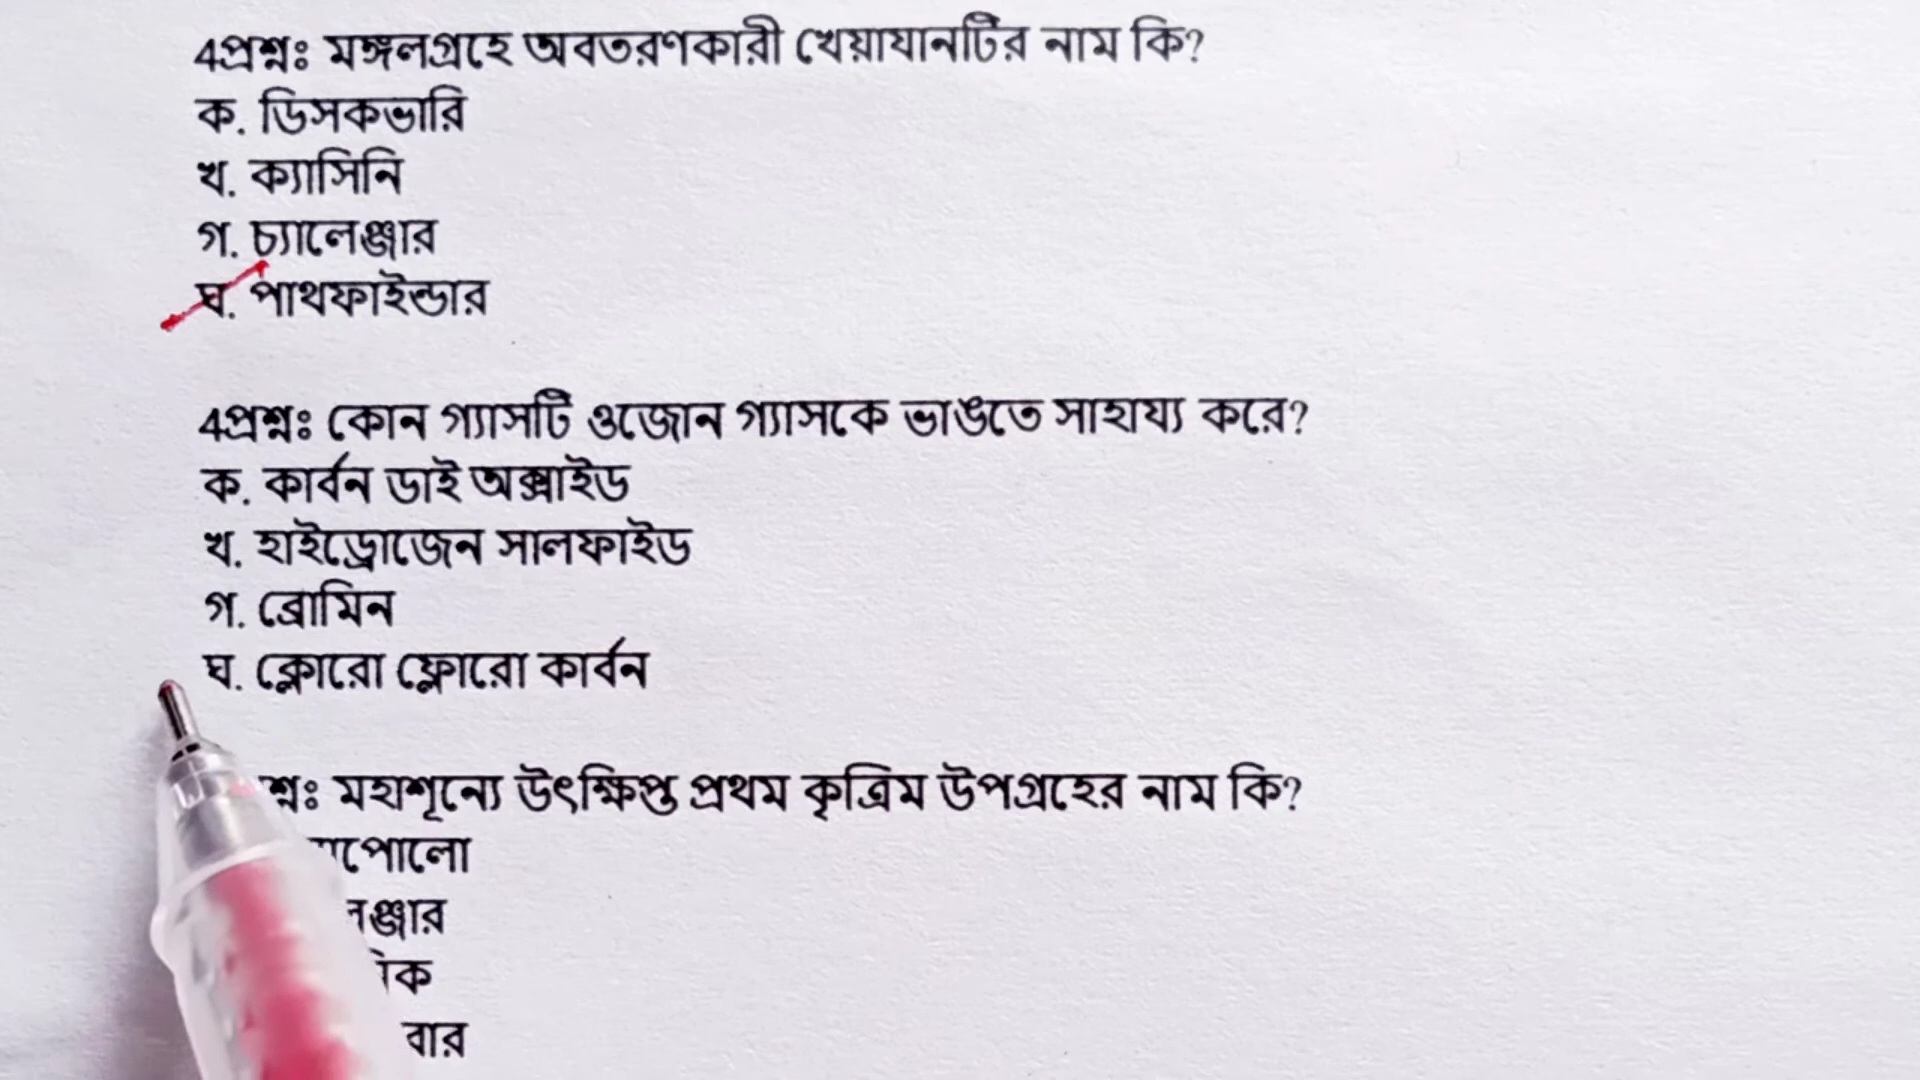 4প্রশ্নঃ মঙ্গলগ্রহে অবতরণকারী খেয়াযানটির নাম কি?
ক. ডিসকভারি
খ. ক্যাসিনি
গ. চ্যালেঞ্জার
ঘ. পাথফাইন্ডার
4প্রশ্নঃ কোন গ্যাসটি ওজোন গ্যাসকে ভাঙতে সাহায্য করে?
ক. কার্বন ডাই অক্সাইড
খ. হাইড্রোজেন সালফাইড
গ. ব্রোমিন
ঘ. ক্লোরো ফ্লোরো কার্বন
মহাশূন্যে উৎক্ষিপ্ত প্রথম কৃত্রিম উপগ্রহের নাম কি?